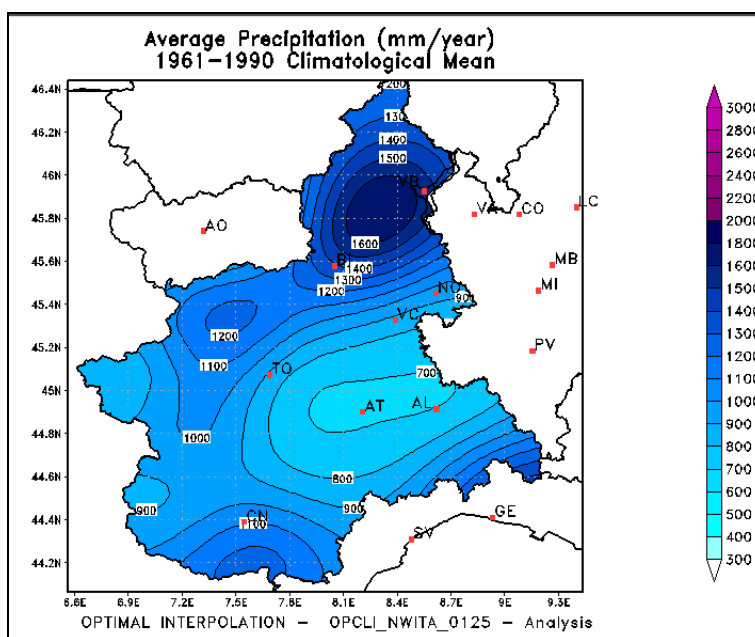 Average Precipitation (mm/year)
1961-1990 Climatological Mean
46.4N
46.2N
46N
45.8N
45.6N
45.4N
45.2N
45N
44.8N
44.6N
44.4N
44.2N
6.6E 6.9E 7.2E 7.5E 7.8E 8.1E 8.4E 8.7E 9E 9.3E
200
130
1400
1500
VB
1600
AO
VA CO LC
BI
1400
1300
1200
MB
MI
NO 900
VC
1200
1100
PV
TO
700
AT AL
1000
800
900
900
CN
GE
SV
3000
2800
2600
2400
2200
2000
1800
1700
1600
1500
1400
1300
1200
1100
1000
900
800
700
600
500
400
300
OPTIMAL INTERPOLATION - OPCLI_NWITA_0125 - Analysis